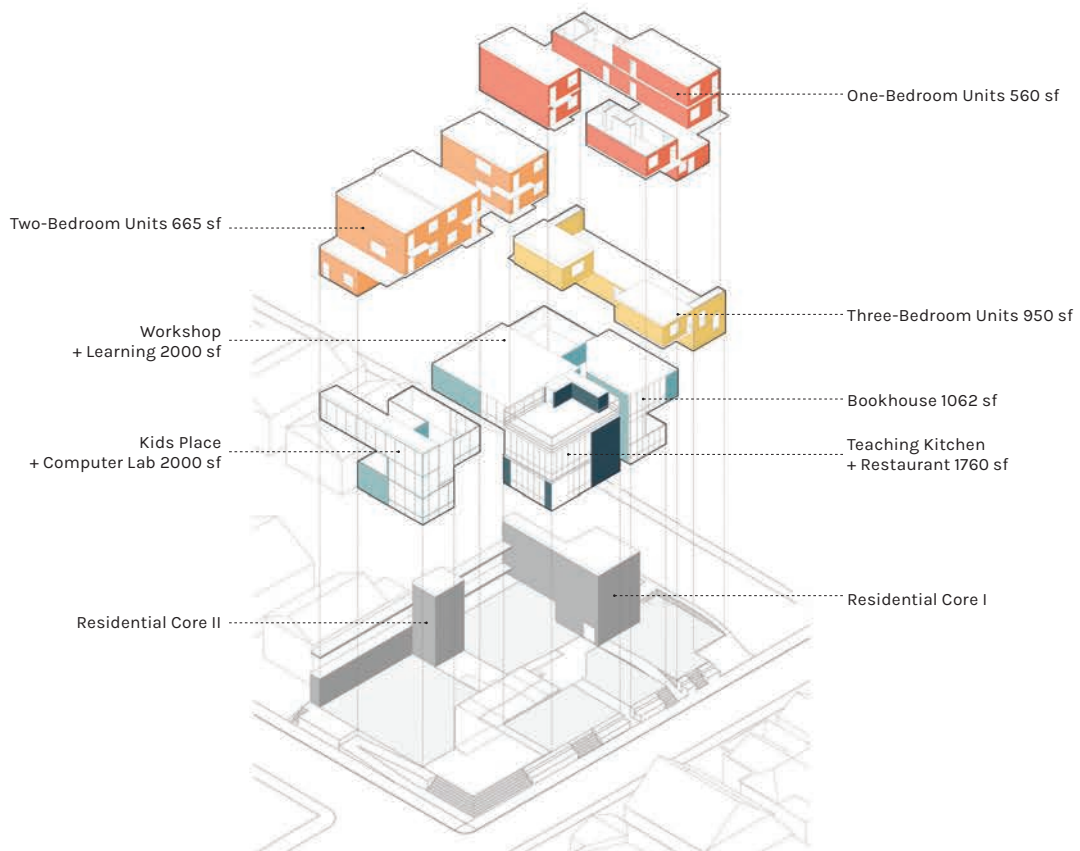 One-Bedroom Units 560 sf
Two-Bedroom Units 665 sf
Three-Bedroom Units 950 sf
Workshop
+ Learning 2000 sf
Bookhouse 1062 sf
Kids Place
+ Computer Lab 2000 sf
Teaching Kitchen
+ Restaurant 1760 sf
Residential Core I
Residential Core II